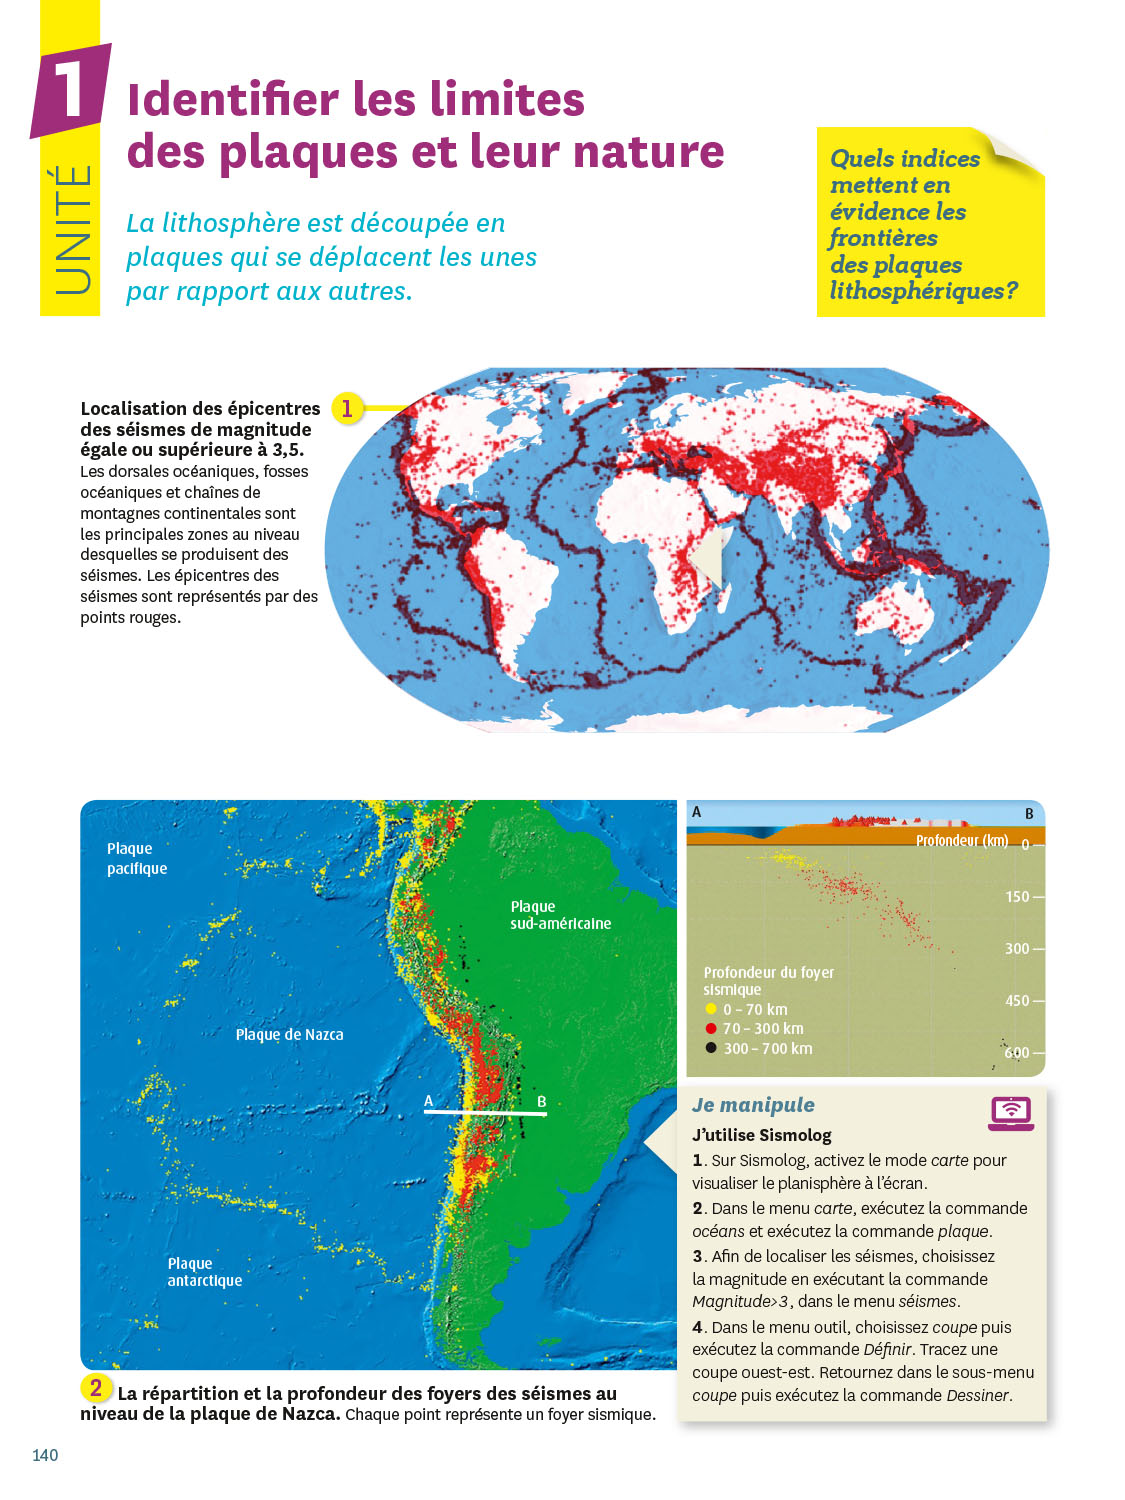 1
UNITÉ
Identifier les limites
des plaques et leur nature
La lithosphère est découpée en
plaques qui se déplacent les unes
par rapport aux autres.
Quels indices
mettent en
évidence les
frontières
des plaques
lithosphériques?
1
Localisation des épicentres
des séismes de magnitude
égale ou supérieure à 3,5.
Les dorsales océaniques, fosses
océaniques et chaînes de
montagnes continentales sont
les principales zones au niveau
desquelles se produisent des
séismes. Les épicentres des
séismes sont représentés par des
points rouges.
Plaque
pacifique
Plaque
sud-américaine
Plaque de Nazca
A
B
Plaque
antarctique
A
B
Profondeur (km)
0
150
300
450
600
Profondeur du foyer
sismique
0 – 70 km
70 – 300 km
300 – 700 km
2 La répartition et la profondeur des foyers des séismes au
niveau de la plaque de Nazca. Chaque point représente un foyer sismique.
Je manipule
J'utilise Sismolog
1. Sur Sismolog, activez le mode carte pour
visualiser le planisphère à l'écran.
2. Dans le menu carte, exécutez la commande
océans et exécutez la commande plaque.
3. Afin de localiser les séismes, choisissez
la magnitude en exécutant la commande
Magnitude>3, dans le menu séismes.
4. Dans le menu outil, choisissez coupe puis
exécutez la commande Définir. Tracez une
coupe ouest-est. Retournez dans le sous-menu
coupe puis exécutez la commande Dessiner.
140